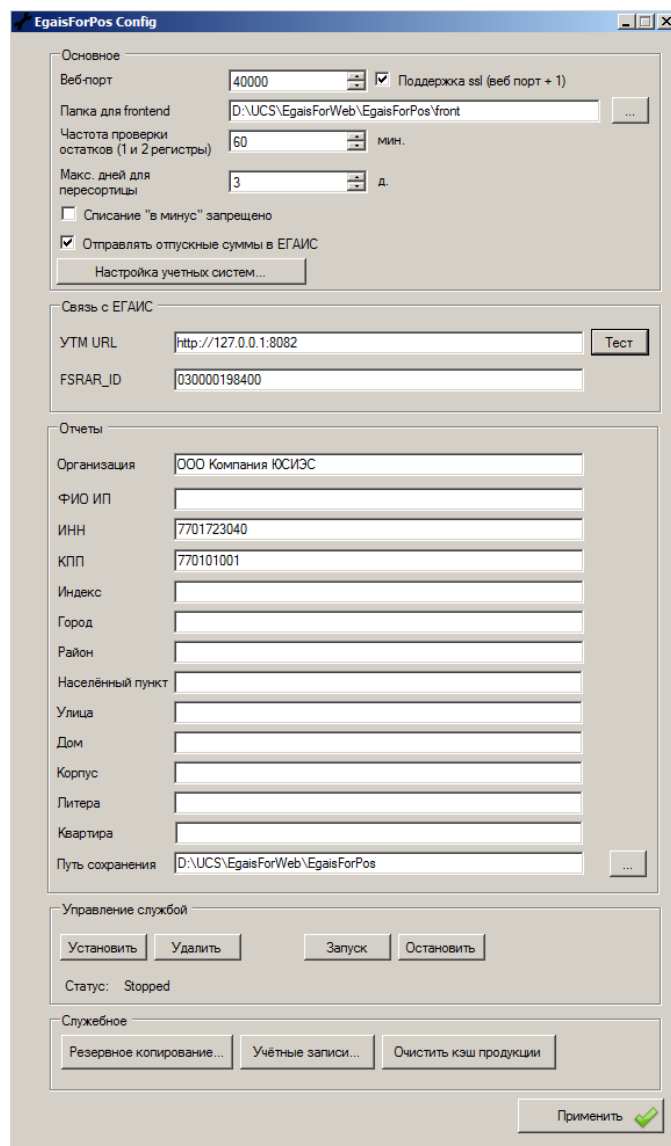 EgaisForPos Config
Основное
Веб-порт 40000 Поддержка ssl (веб порт + 1)
Папка для frontend D:\UCS\EgaisForWeb\EgaisForPos\front ...
Частота проверки
остатков (1 и 2 регистры) 60 мин.
Макс. дней для
пересортицы 3 д.
Списание "в минус" запрещено
Отправлять отпускные суммы в ЕГАИС
Настройка учетных систем...
Связь с ЕГАИС
УТМ URL http://127.0.0.1:8082 Тест
FSRAR_ID 030000198400
Отчеты
Организация ООО Компания ЮСИЭС
ФИО ИП
ИНН 7701723040
КПП 770101001
Индекс
Город
Район
Населённый пункт
Улица
Дом
Корпус
Литера
Квартира
Путь сохранения D:\UCS\EgaisForWeb\EgaisForPos ...
Управление службой
Установить Удалить Запуск Остановить
Статус: Stopped
Служебное
Резервное копирование... Учётные записи... Очистить кэш продукции
Применить